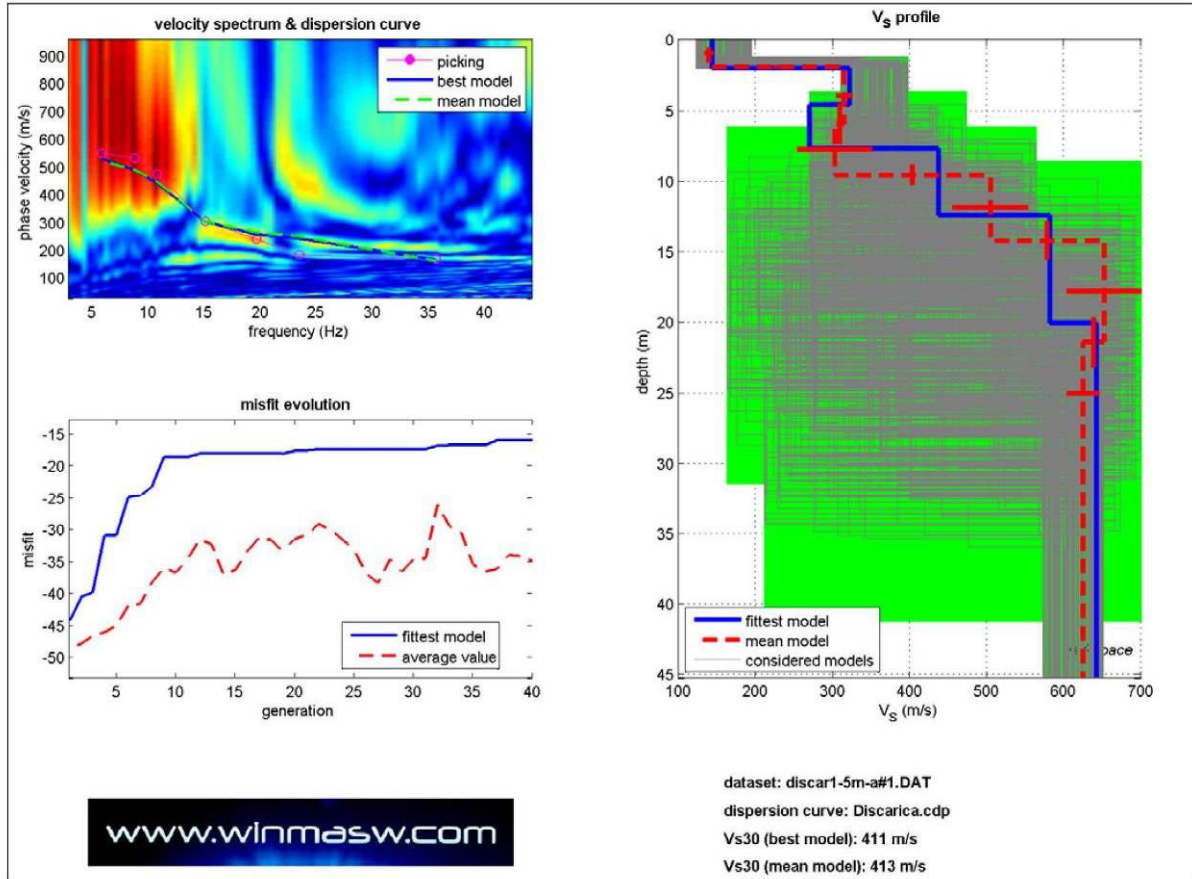 velocity spectrum & dispersion curve
900
800
700
600
500
400
300
200
100
phase velocity (m/s)
picking
best model
mean model
5 10 15 20 25 30 35 40
frequency (Hz)
misfit evolution
-15
-20
-25
-30
-35
-40
-45
-50
misfit
fittest model
average value
5 10 15 20 25 30 35 40
generation
www.winmasw.com
VS profile
0
5
10
15
20
25
30
35
40
45
depth (m)
fittest model
mean model
considered models
pace
100 200 300 400 500 600 700
VS (m/s)
dataset: discar1-5m-a#1.DAT
dispersion curve: Discarica.cdp
Vs30 (best model): 411 m/s
Vs30 (mean model): 413 m/s